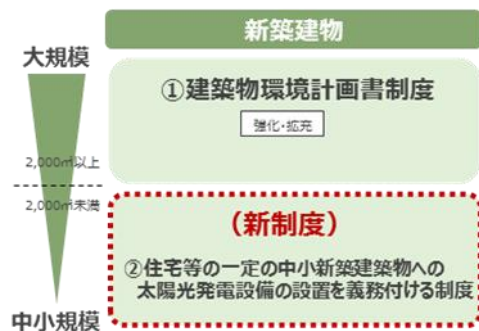 新築建物
大規模
①建築物環境計画書制度
強化・拡充
2,000㎡以上
2,000㎡未満
(新制度)
②住宅等の一定の中小新築建築物への
太陽光発電設備の設置を義務付ける制度
中小規模